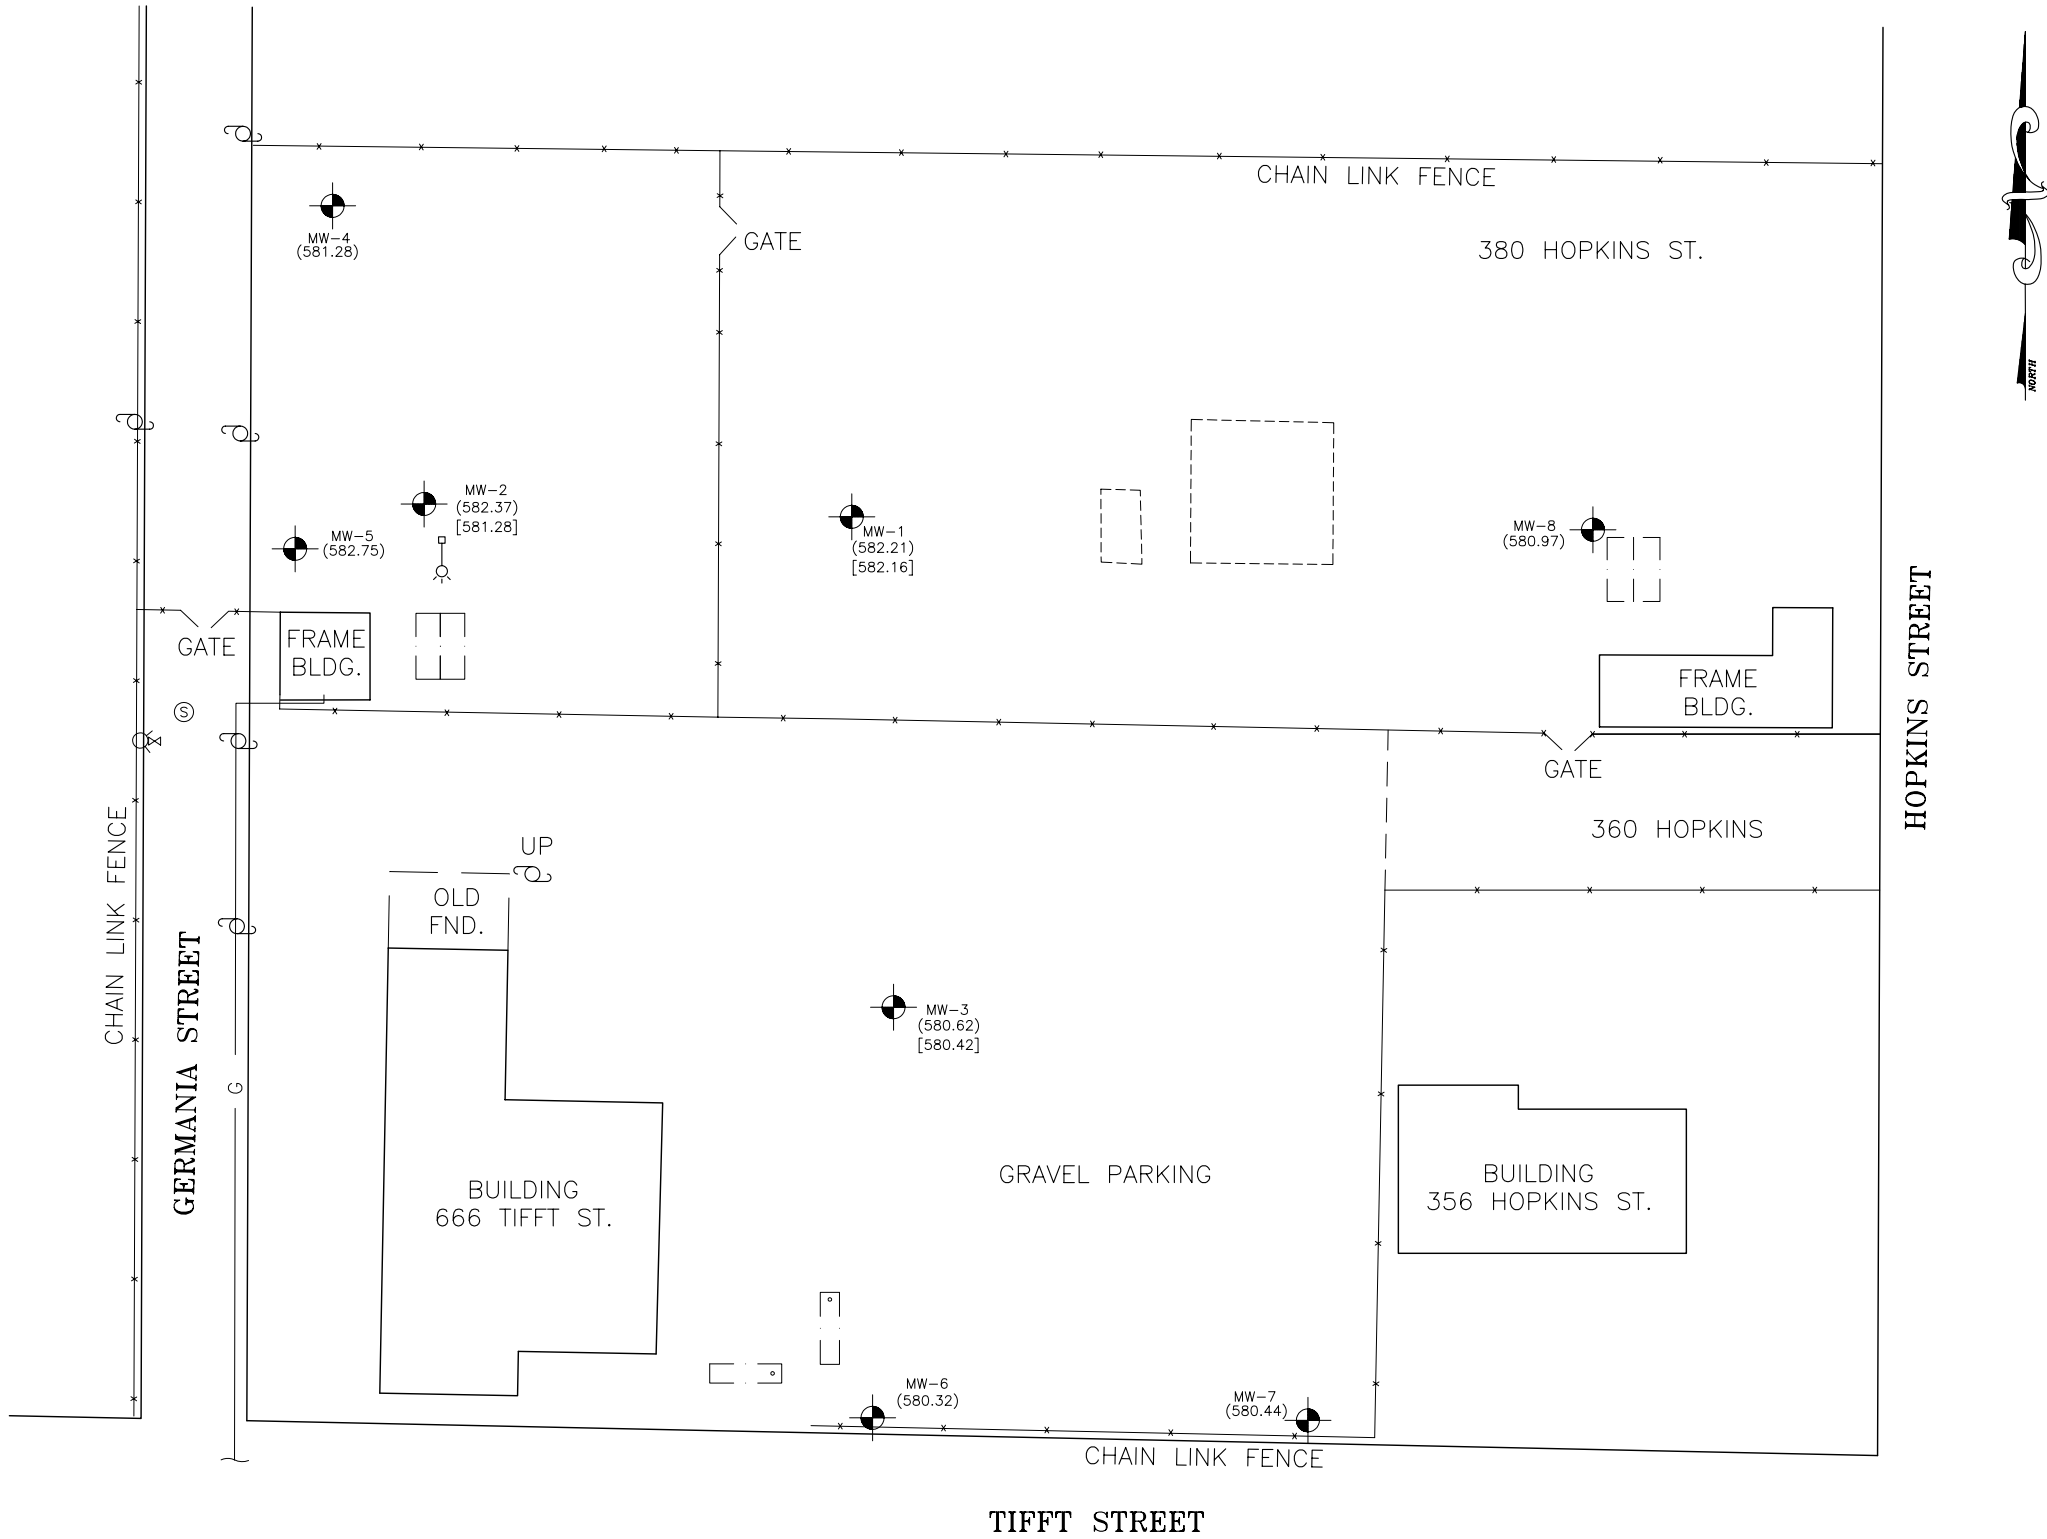 CHAIN LINK FENCE
MW-4
(581.28)
GATE
380 HOPKINS ST.
NORTH
MW-2
(582.37)
[581.28]
MW-5
(582.75)
MW-1
(582.21)
[582.16]
MW-8
(580.97)
GATE
FRAME
BLDG.
FRAME
BLDG.
HOPKINS STREET
S
GATE
360 HOPKINS
CHAIN LINK FENCE
UP
OLD
FND.
GERMANIA STREET
MW-3
(580.62)
[580.42]
G
GRAVEL PARKING
BUILDING
666 TIFFT ST.
BUILDING
356 HOPKINS ST.
MW-6
(580.32)
MW-7
(580.44)
CHAIN LINK FENCE
TIFFT STREET